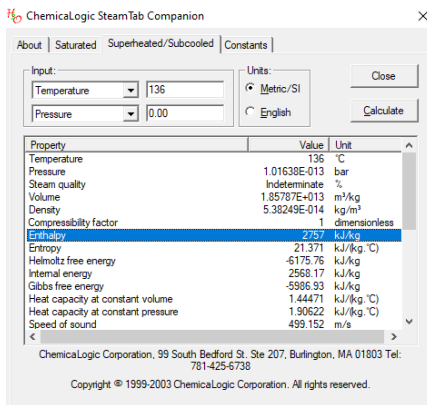 ChemicaLogic SteamTab Companion
About Saturated Superheated/Subcooled Constants
Input: Units:
Temperature 136 Metric/SI Close
Pressure 0.00 English Calculate
Property Value Unit
Temperature 136 °C
Pressure 1.01638E-013 bar
Steam quality Indeterminate %
Volume 1.85787E+013 m³/kg
Density 5.38249E-014 kg/m³
Compressibility factor 1 dimensionless
Enthalpy 2757 kJ/kg
Entropy 21.371 kJ/(kg.°C)
Helmoltz free energy -6175.76 kJ/kg
Internal energy 2568.17 kJ/kg
Gibbs free energy -5986.93 kJ/kg
Heat capacity at constant volume 1.44471 kJ/(kg.°C)
Heat capacity at constant pressure 1.90622 kJ/(kg.°C)
Speed of sound 499.152 m/s
ChemicaLogic Corporation, 99 South Bedford St. Ste 207, Burlington, MA 01803 Tel:
781-425-6738
Copyright © 1999-2003 ChemicaLogic Corporation. All rights reserved.